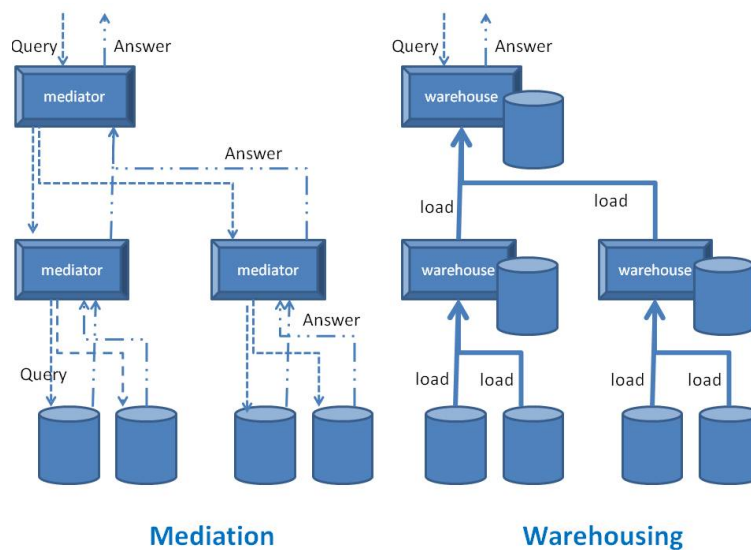 Query Answer
mediator
Answer
mediator
mediator
Answer
Query
Mediation
Query Answer
warehouse
load
load
warehouse
warehouse
load
load
load
load
Warehousing